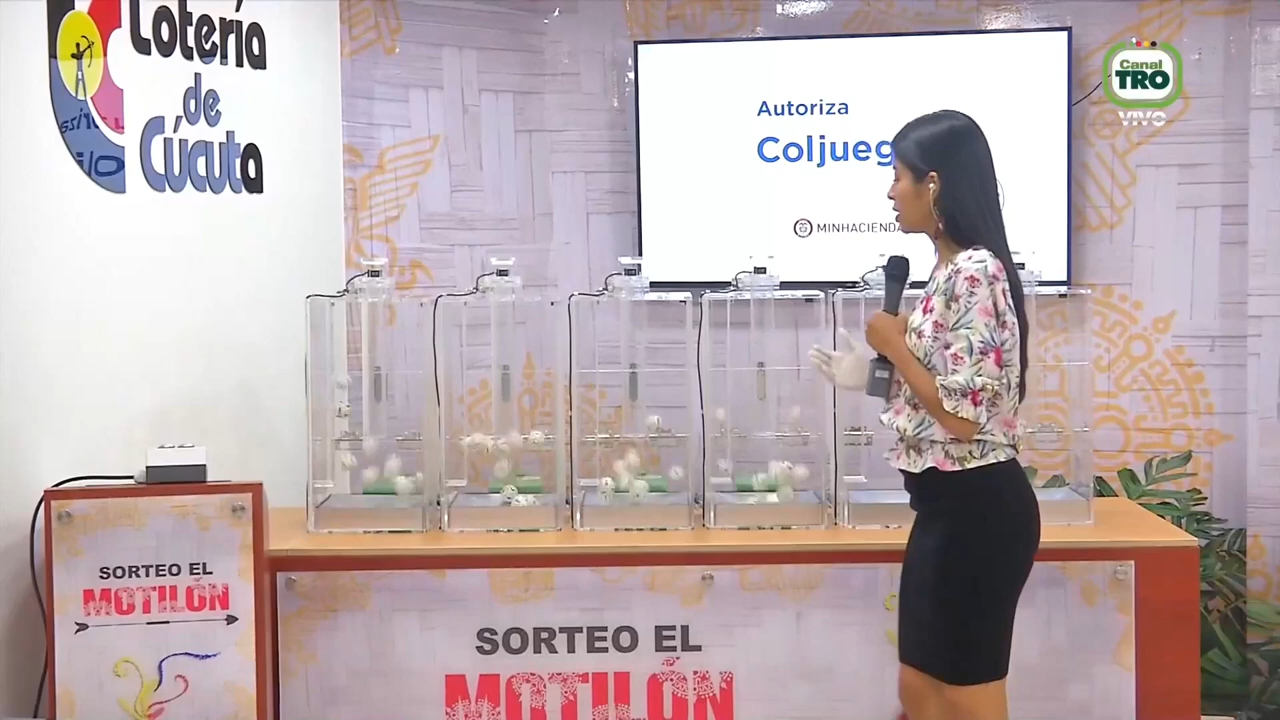 Lotería
de
Cúcuta
Autoriza
Coljueg
MINHACIENDA
Canal
TRO
VIVO
SORTEO EL
MOTILÓN
SORTEO EL
MOTILÓN